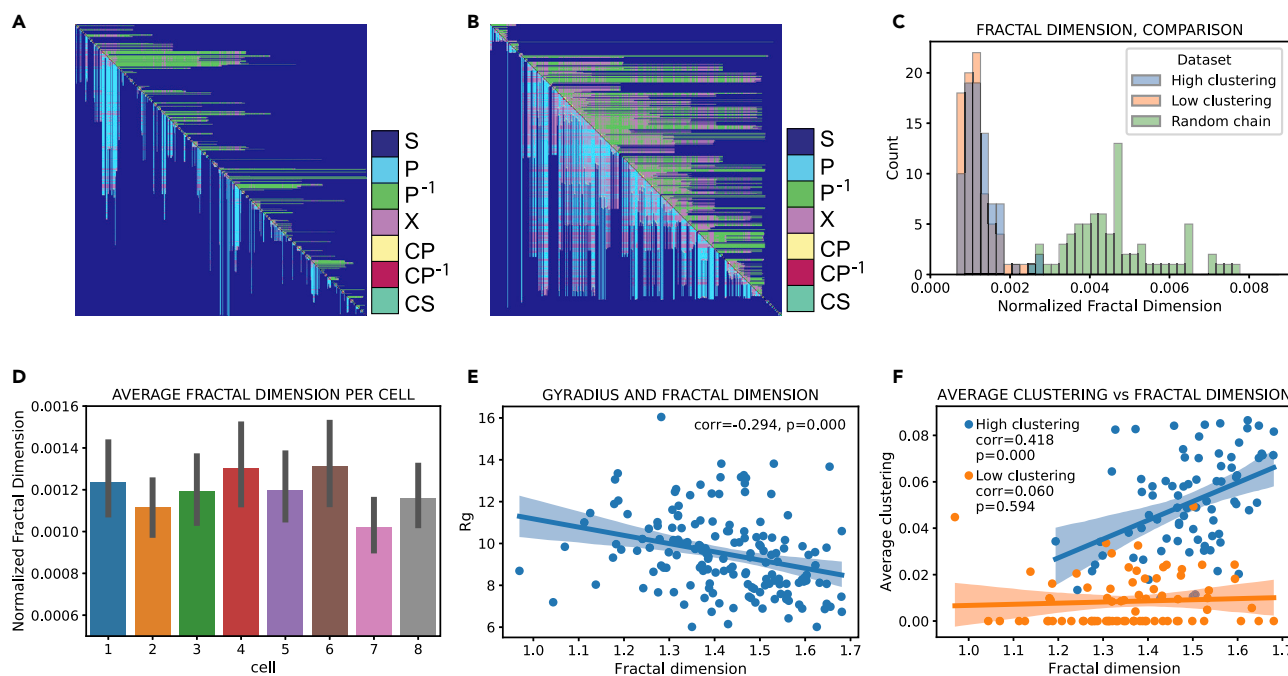 A
S
P
P⁻¹
X
CP
CP⁻¹
CS
B
S
P
P⁻¹
X
CP
CP⁻¹
CS
C
FRACTAL DIMENSION, COMPARISON
Dataset
High clustering
Low clustering
Random chain
Count
20
15
10
5
0
0.000 0.002 0.004 0.006 0.008
Normalized Fractal Dimension
D
AVERAGE FRACTAL DIMENSION PER CELL
Normalized Fractal Dimension
0.0016
0.0014
0.0012
0.0010
0.0008
0.0006
1 2 3 4 5 6 7 8
cell
E
GYRADIUS AND FRACTAL DIMENSION
corr=-0.294, p=0.000
Rg
16
14
12
10
8
6
1.0 1.1 1.2 1.3 1.4 1.5 1.6 1.7
Fractal dimension
F
AVERAGE CLUSTERING vs FRACTAL DIMENSION
High clustering
corr=0.418
p=0.000
Low clustering
corr=0.060
p=0.594
Average clustering
0.08
0.06
0.04
0.02
0.00
1.0 1.1 1.2 1.3 1.4 1.5 1.6 1.7
Fractal dimension